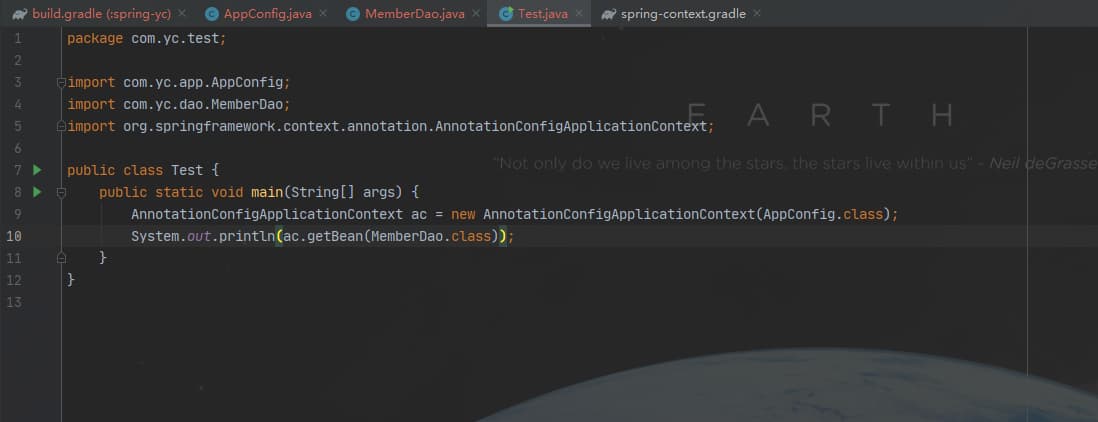 build.gradle (:spring-yc) AppConfig.java MemberDao.java Test.java spring-context.gradle
1 package com.yc.test;
2
3 import com.yc.app.AppConfig;
4 import com.yc.dao.MemberDao;
5 import org.springframework.context.annotation.AnnotationConfigApplicationContext;
6
7 public class Test {
8 public static void main(String[] args) {
9 AnnotationConfigApplicationContext ac = new AnnotationConfigApplicationContext(AppConfig.class);
10 System.out.println(ac.getBean(MemberDao.class));
11 }
12 }
13
E A R T H
“Not only do we live among the stars, the stars live within us” - Neil deGrasse